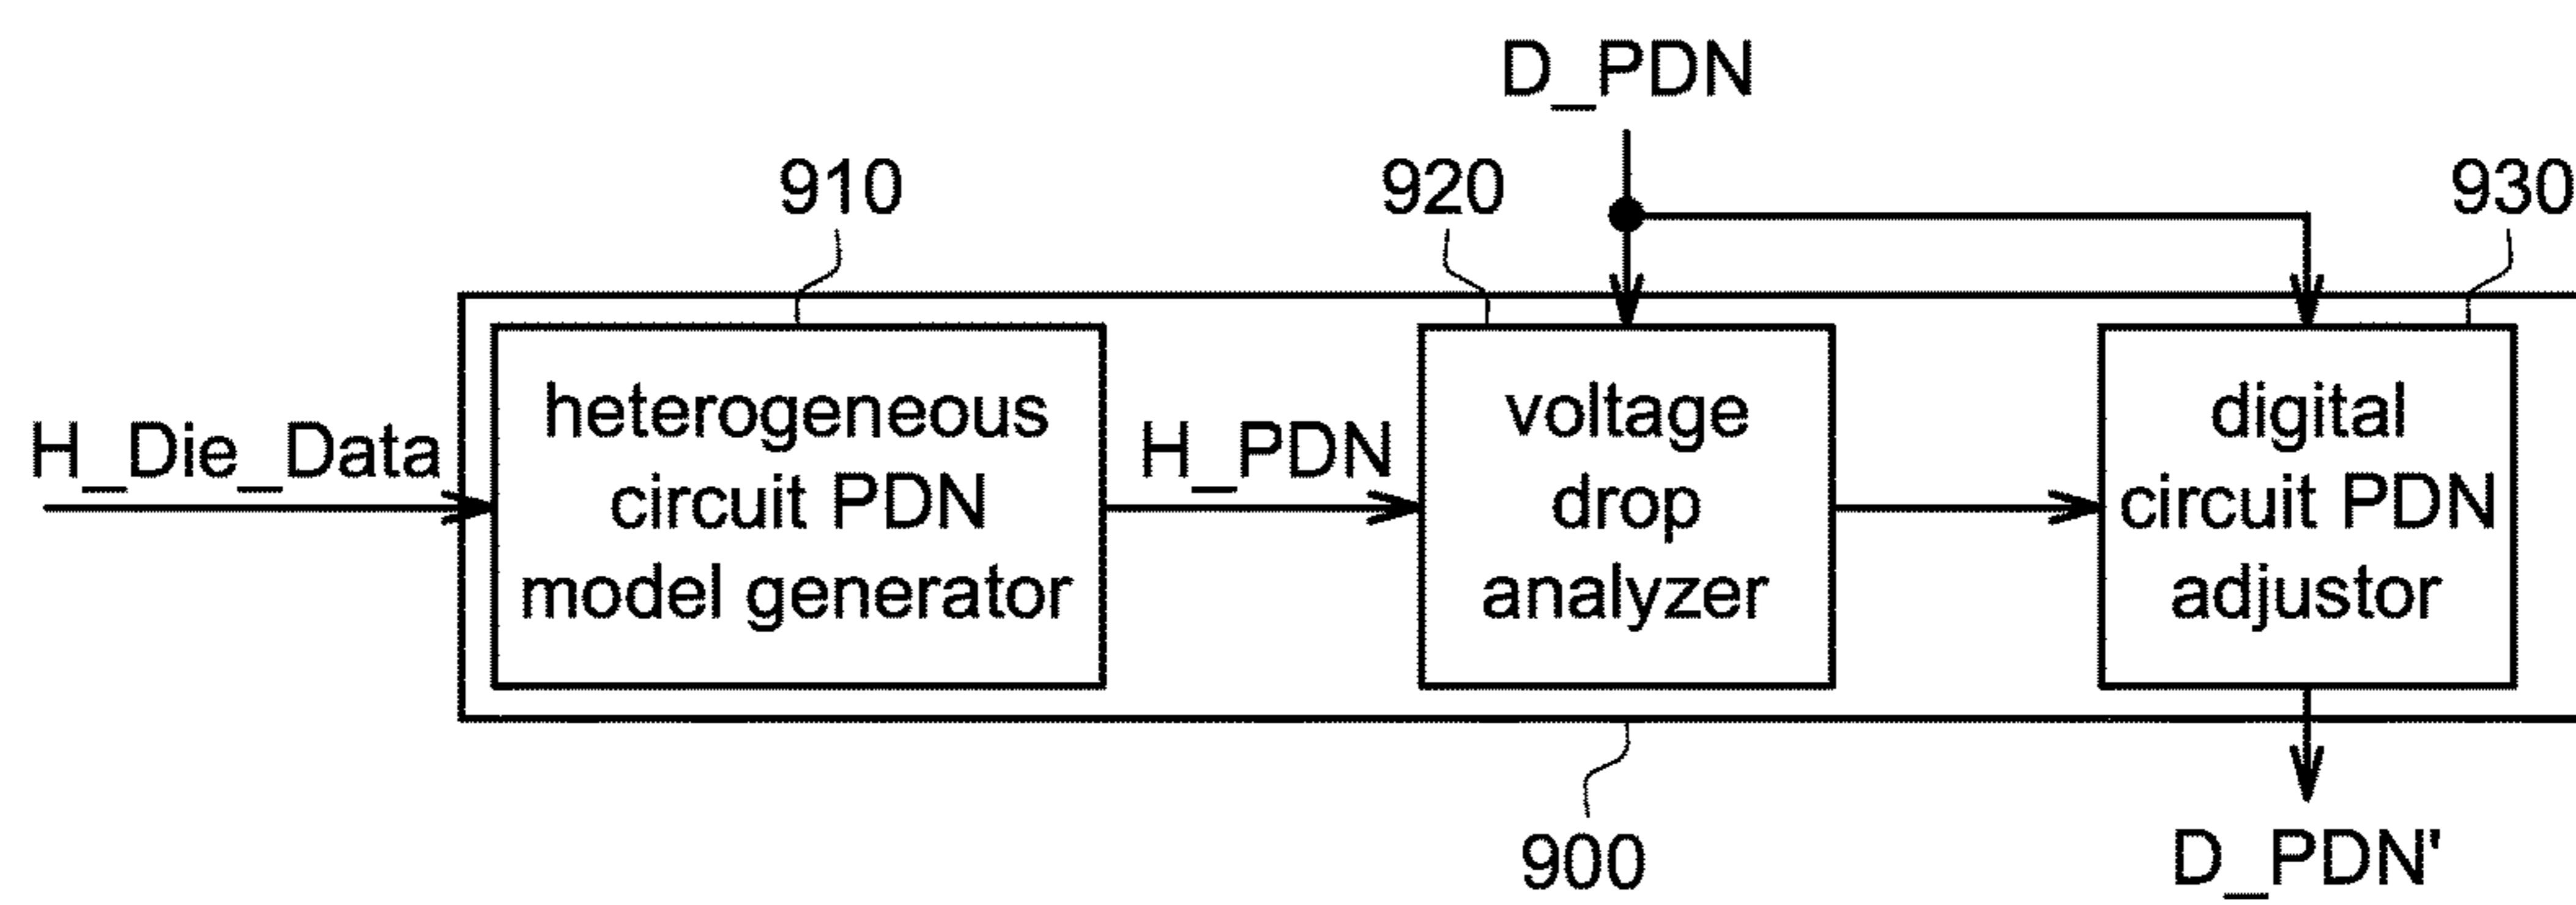 D_PDN
910
920
930
H_Die_Data
heterogeneous
circuit PDN
model generator
H_PDN
voltage
drop
analyzer
digital
circuit PDN
adjustor
900
D_PDN'